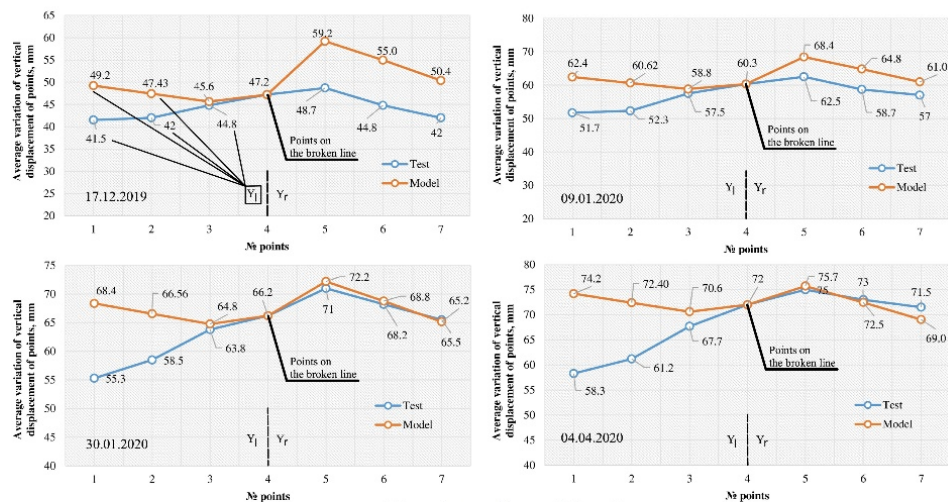 Average variation of vertical
displacement of points, mm
65
60
55
50
45
40
35
30
25
20
49.2
47.43
45.6
47.2
59.2
55.0
50.4
41.5
42
44.8
48.7
44.8
42
Points on
the broken line
Test
Model
17.12.2019
Yl
Yr
1 2 3 4 5 6 7
№ points
Average variation of vertical
displacement of points, mm
80
70
60
50
40
30
20
62.4
60.62
58.8
60.3
68.4
64.8
61.0
51.7
52.3
57.5
62.5
58.7
57
Points on
the broken line
Test
Model
09.01.2020
Yl
Yr
1 2 3 4 5 6 7
№ points
Average variation of vertical
displacement of points, mm
75
70
65
60
55
50
45
40
68.4
66.56
64.8
66.2
72.2
68.8
65.2
55.3
58.5
63.8
71
68.2
65.5
Points on
the broken line
Test
Model
30.01.2020
Yl
Yr
1 2 3 4 5 6 7
№ points
Average variation of vertical
displacement of points, mm
80
75
70
65
60
55
50
45
40
74.2
72.40
70.6
72
75.7
73
71.5
58.3
61.2
67.7
75
72.5
69.0
Points on
the broken line
Test
Model
04.04.2020
Yl
Yr
1 2 3 4 5 6 7
№ points